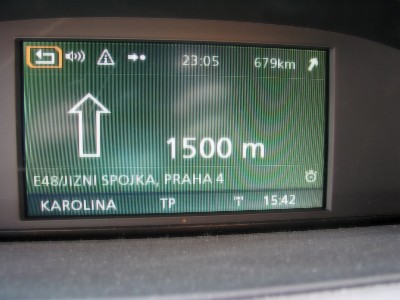 23:05 679km
1500 m
E48/JIZNI SPOJKA, PRAHA 4
KAROLINA TP T 15:42